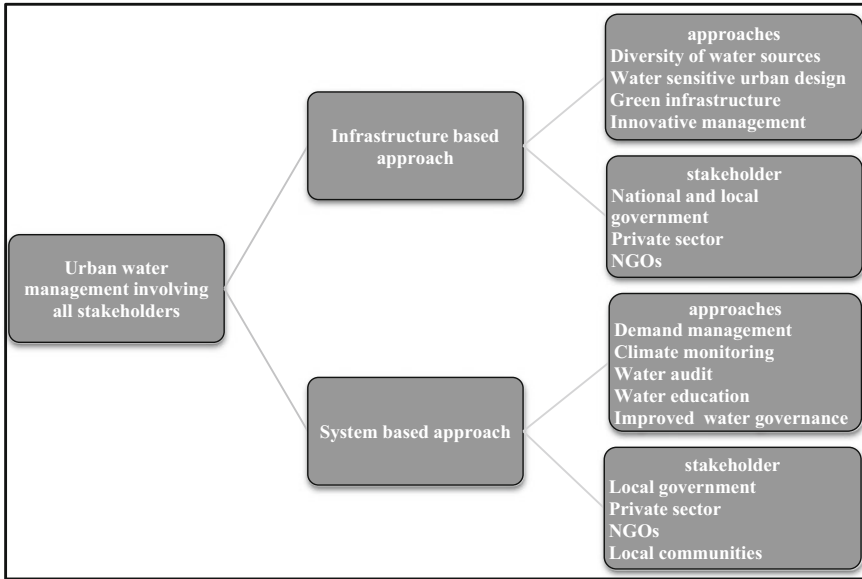 Urban water
management involving
all stakeholders
Infrastructure based
approach
approaches
Diversity of water sources
Water sensitive urban design
Green infrastructure
Innovative management
stakeholder
National and local
government
Private sector
NGOs
System based approach
approaches
Demand management
Climate monitoring
Water audit
Water education
Improved water governance
stakeholder
Local government
Private sector
NGOs
Local communities